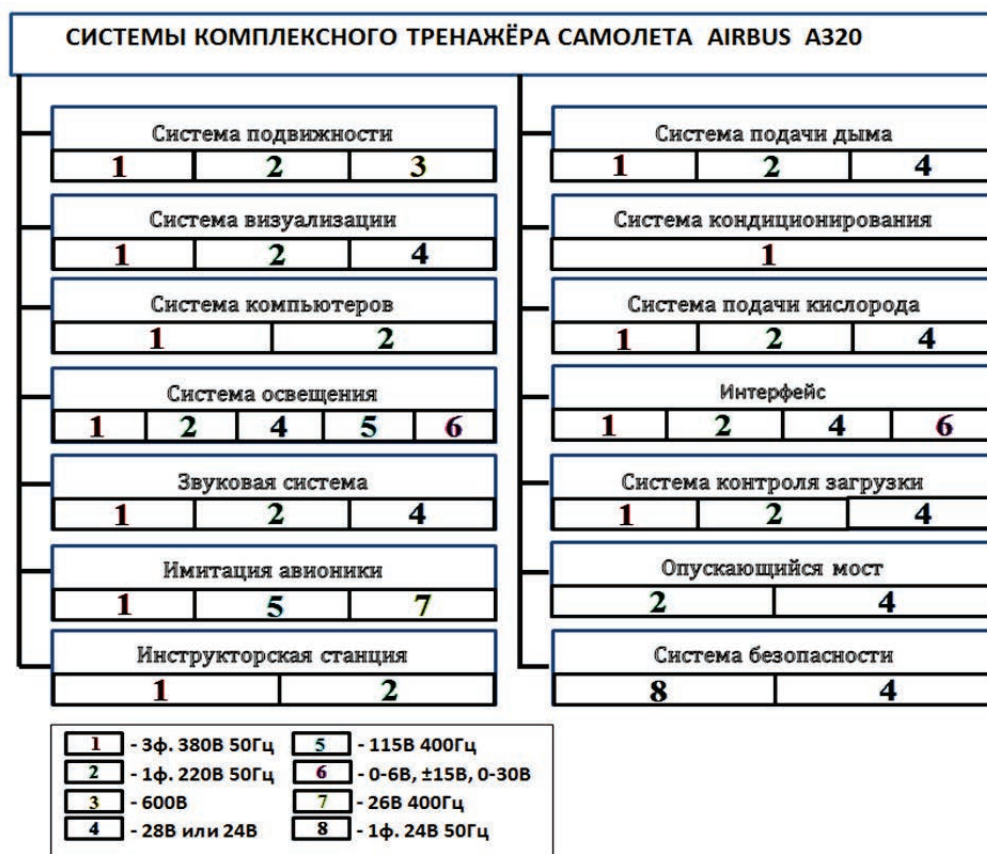 СИСТЕМЫ КОМПЛЕКСНОГО ТРЕНАЖЁРА САМОЛЕТА AIRBUS A320
Система подвижности
1 2 3
Система визуализации
1 2 4
Система компьютеров
1 2
Система освещения
1 2 4 5 6
Звуковая система
1 2 4
Имитация авионики
1 5 7
Инструкторская станция
1 2
Система подачи дыма
1 2 4
Система кондиционирования
1
Система подачи кислорода
1 2 4
Интерфейс
1 2 4 6
Система контроля загрузки
1 2 4
Опускающийся мост
2 4
Система безопасности
8 4
1 - 3ф. 380В 50Гц
2 - 1ф. 220В 50Гц
3 - 600В
4 - 28В или 24В
5 - 115В 400Гц
6 - 0-6В, ±15В, 0-30В
7 - 26В 400Гц
8 - 1ф. 24В 50Гц